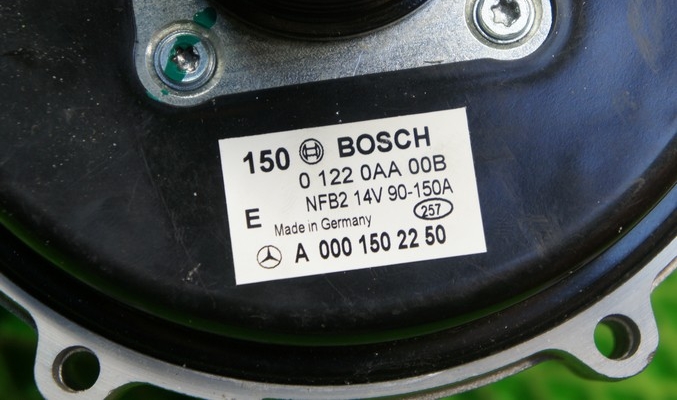 150 BOSCH
0 122 0AA 00B
NFB2 14V 90-150A
E Made in Germany 257
A 000 150 22 50